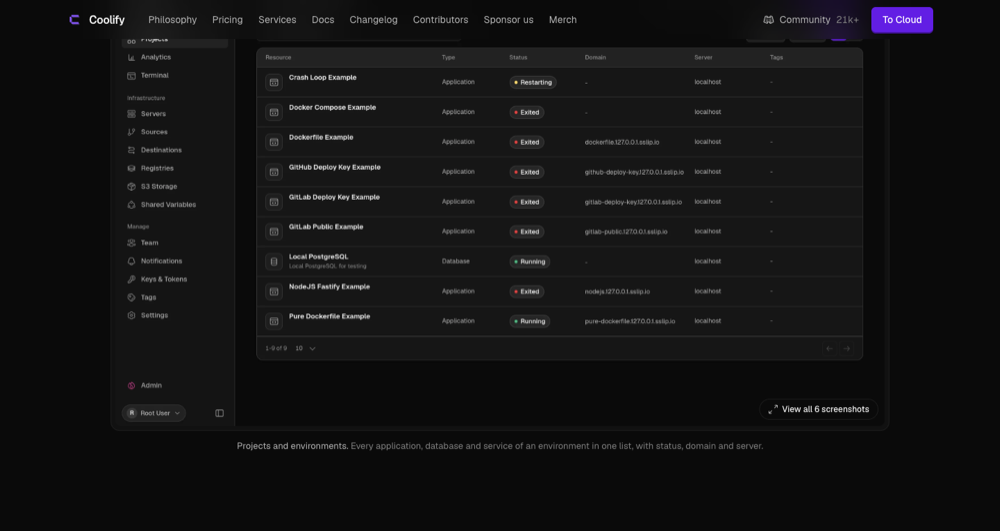 Coolify Philosophy Pricing Services Docs Changelog Contributors Sponsor us Merch Community 21k+ To Cloud
Projects
Analytics
Terminal
Infrastructure
Servers
Sources
Destinations
Registries
S3 Storage
Shared Variables
Manage
Team
Notifications
Keys & Tokens
Tags
Settings
Admin
R Root User
Resource Type Status Domain Server Tags
Crash Loop Example Application Restarting - localhost -
Docker Compose Example Application Exited - localhost -
Dockerfile Example Application Exited dockerfile.127.0.0.1.sslip.io localhost -
GitHub Deploy Key Example Application Exited github-deploy-key.127.0.0.1.sslip.io localhost -
GitLab Deploy Key Example Application Exited gitlab-deploy-key.127.0.0.1.sslip.io localhost -
GitLab Public Example Application Exited gitlab-public.127.0.0.1.sslip.io localhost -
Local PostgreSQL Database Running - localhost -
Local PostgreSQL for testing
NodeJS Fastify Example Application Exited nodejs.127.0.0.1.sslip.io localhost -
Pure Dockerfile Example Application Running pure-dockerfile.127.0.0.1.sslip.io localhost -
1-9 of 9 10
View all 6 screenshots
Projects and environments. Every application, database and service of an environment in one list, with status, domain and server.